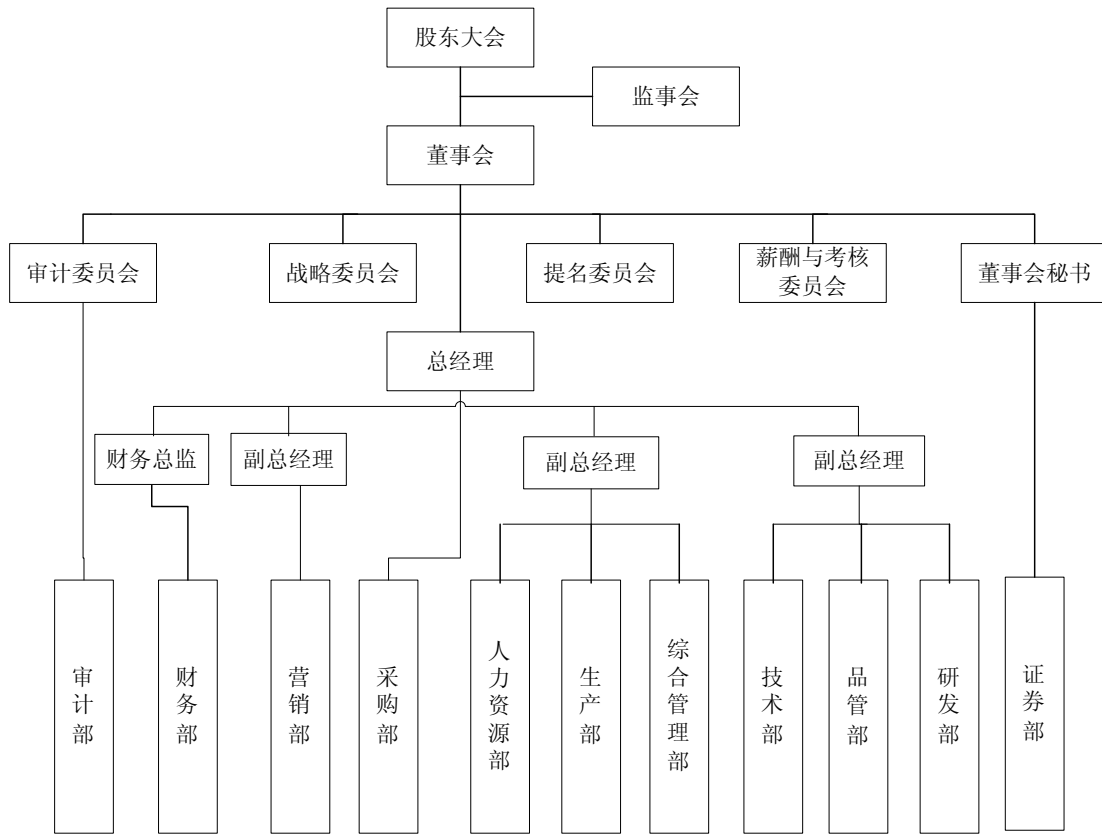 股东大会
监事会
董事会
审计委员会
战略委员会
提名委员会
薪酬与考核
委员会
董事会秘书
总经理
财务总监
副总经理
副总经理
副总经理
审计部
财务部
营销部
采购部
人力资源部
生产部
综合管理部
技术部
品管部
研发部
证券部